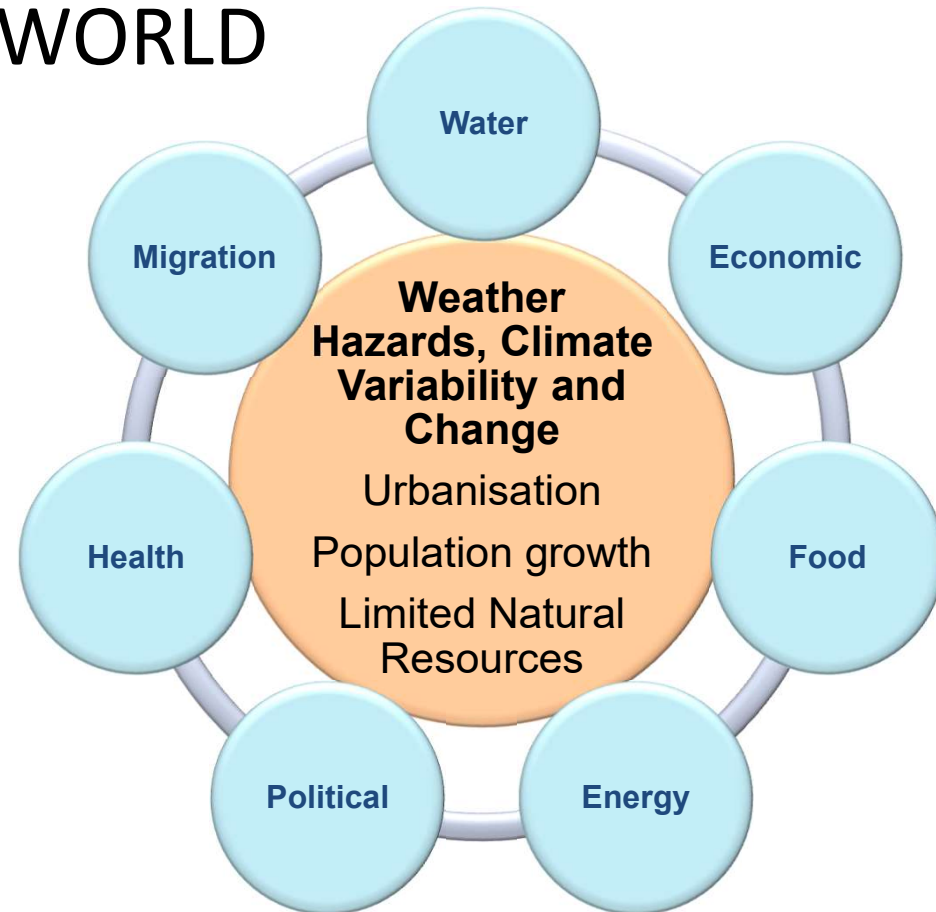 WORLD
Water
Migration
Economic
Weather
Hazards, Climate
Variability and
Change
Urbanisation
Population growth
Limited Natural
Resources
Health
Food
Political
Energy